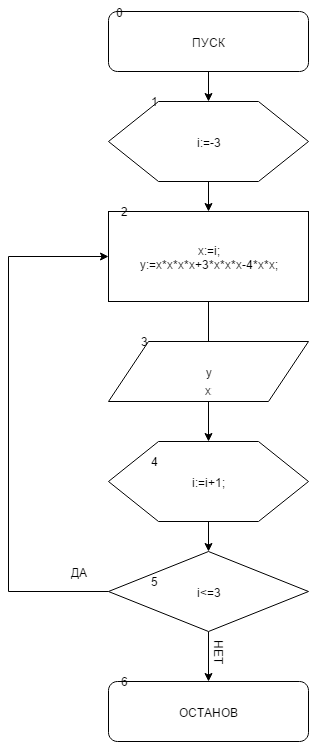 0
ПУСК
1
i:=-3
2
x:=i;
y:=x*x*x*x+3*x*x*x-4*x*x;
3
y
x
4
i:=i+1;
5
i<=3
ДА
НЕТ
6
ОСТАНОВ